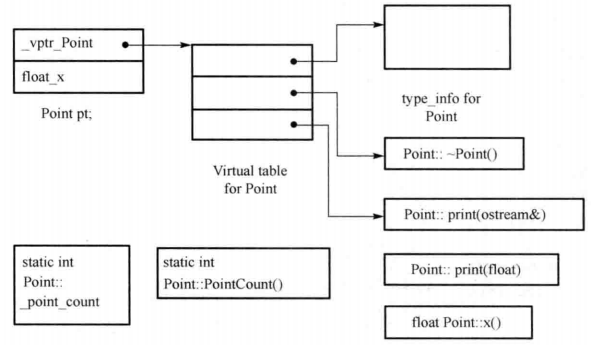 _vptr_Point
float_x
Point pt;
Virtual table
for Point
type_info for
Point
Point:: ~Point()
Point:: print(ostream&)
static int
Point::
_point_count
static int
Point::PointCount()
Point:: print(float)
float Point::x()